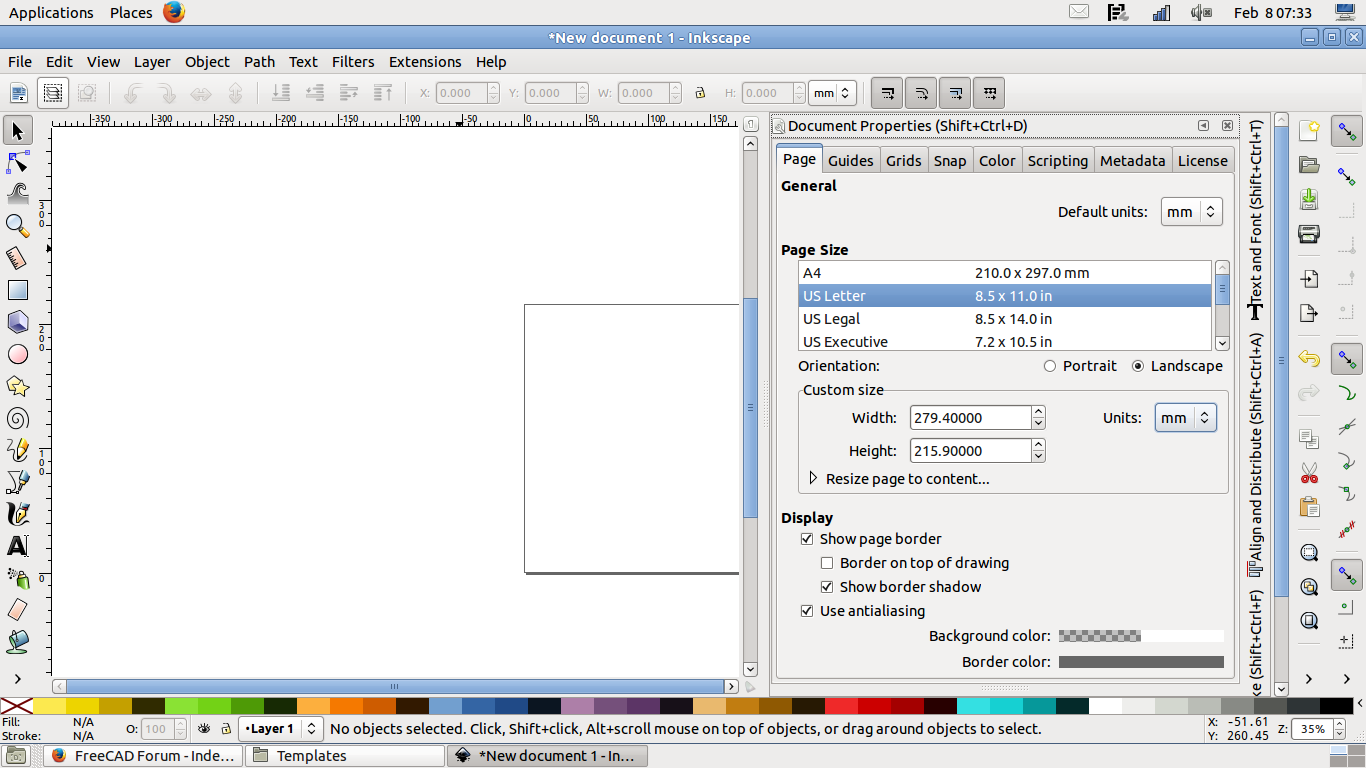 Applications Places Feb 8 07:33
*New document 1 - Inkscape
File Edit View Layer Object Path Text Filters Extensions Help
X: 0.000 Y: 0.000 W: 0.000 H: 0.000 mm
-350 -300 -250 -200 -150 -100 -50 0 50 100 150
300
200
100
0
Document Properties (Shift+Ctrl+D)
Page Guides Grids Snap Color Scripting Metadata License
General
Default units: mm
Page Size
A4 210.0 x 297.0 mm
US Letter 8.5 x 11.0 in
US Legal 8.5 x 14.0 in
US Executive 7.2 x 10.5 in
Orientation: Portrait Landscape
Custom size
Width: 279.40000 Units: mm
Height: 215.90000
Resize page to content...
Display
Show page border
Border on top of drawing
Show border shadow
Use antialiasing
Background color:
Border color:
Text and Font (Shift+Ctrl+T)
Align and Distribute (Shift+Ctrl+A)
(Shift+Ctrl+F)
Fill: N/A
Stroke: N/A
O: 100
•Layer 1
No objects selected. Click, Shift+click, Alt+scroll mouse on top of objects, or drag around objects to select.
X: -51.61
Y: 260.45
Z: 35%
FreeCAD Forum - Inde... Templates *New document 1 - In...